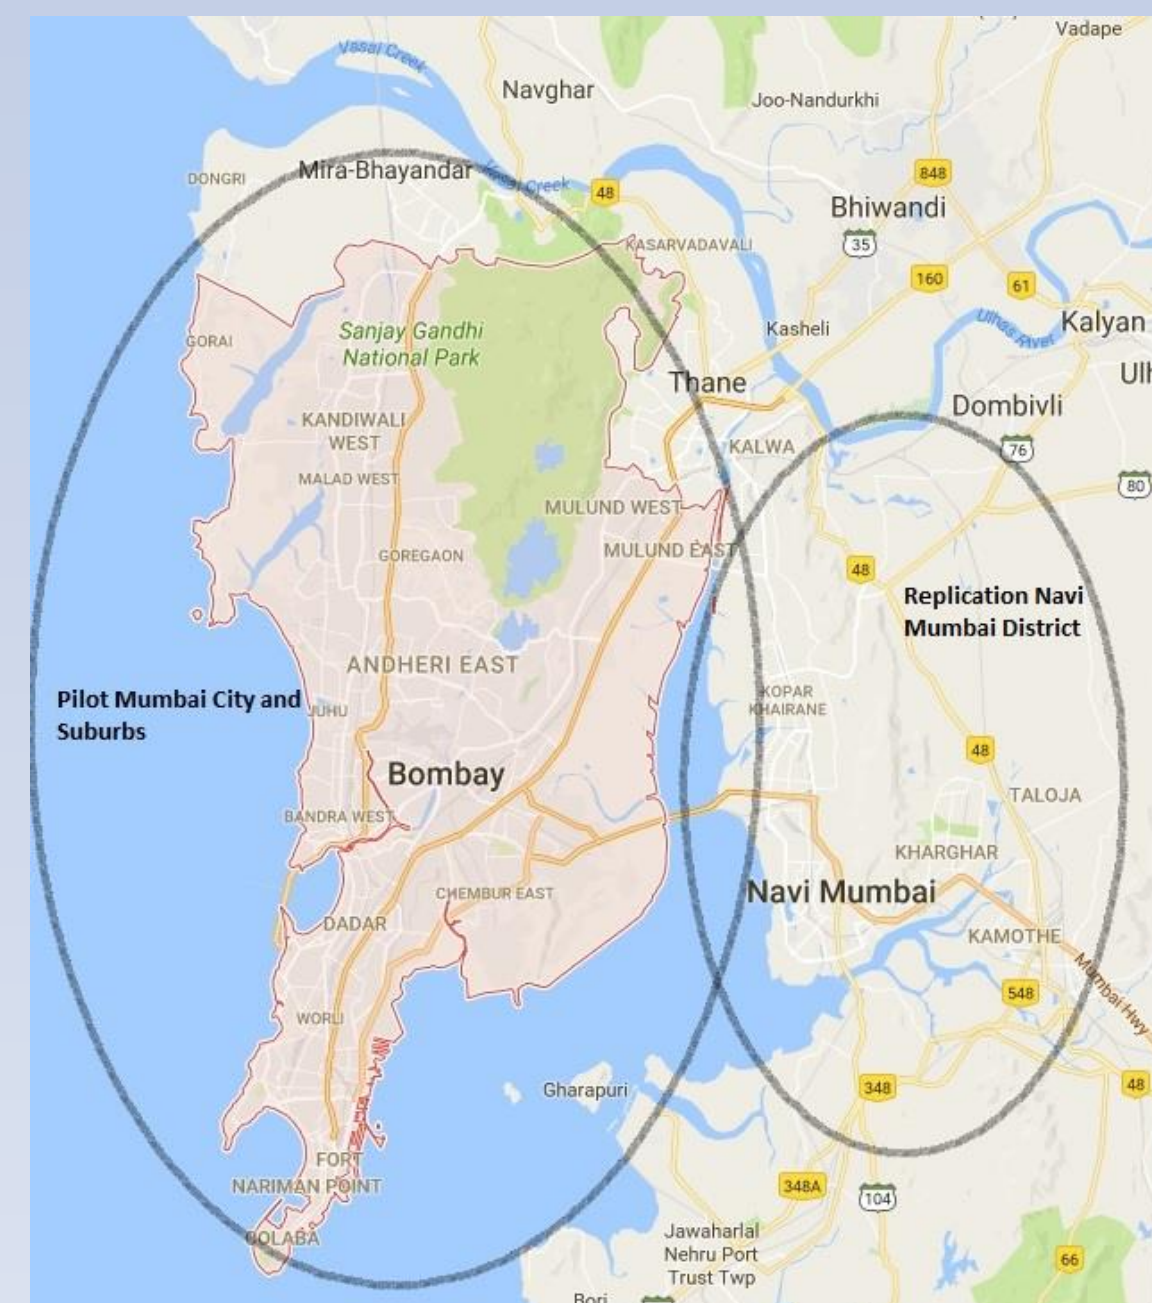 Vadape
Vasai Creek
Navghar
Joo-Nandurkhi
Mira-Bhayandar
848
DONGRI
Vasai Creek
48
Bhiwandi
35
KASARVADAVALI
160
61
GORAI
Sanjay Gandhi
National Park
Kasheli
Ulhas River
Kalyan
Thane
Ulh
Dombivli
KANDIWALI
WEST
KALWA
76
MALAD WEST
80
MULUND WEST
MULUND EAST
GOREGAON
48
Replication Navi
Mumbai District
ANDHERI EAST
Pilot Mumbai City and
Suburbs
JUHU
KOPAR
KHAIRANE
48
Bombay
TALOJA
BANDRA WEST
KHARGHAR
CHEMBUR EAST
Navi Mumbai
DADAR
KAMOTHE
Mumbai Hwy
548
WORLI
Gharapuri
348
48
FORT
NARIMAN POINT
348A
104
COLABA
Jawaharlal
Nehru Port
Trust Twp
66
Bori